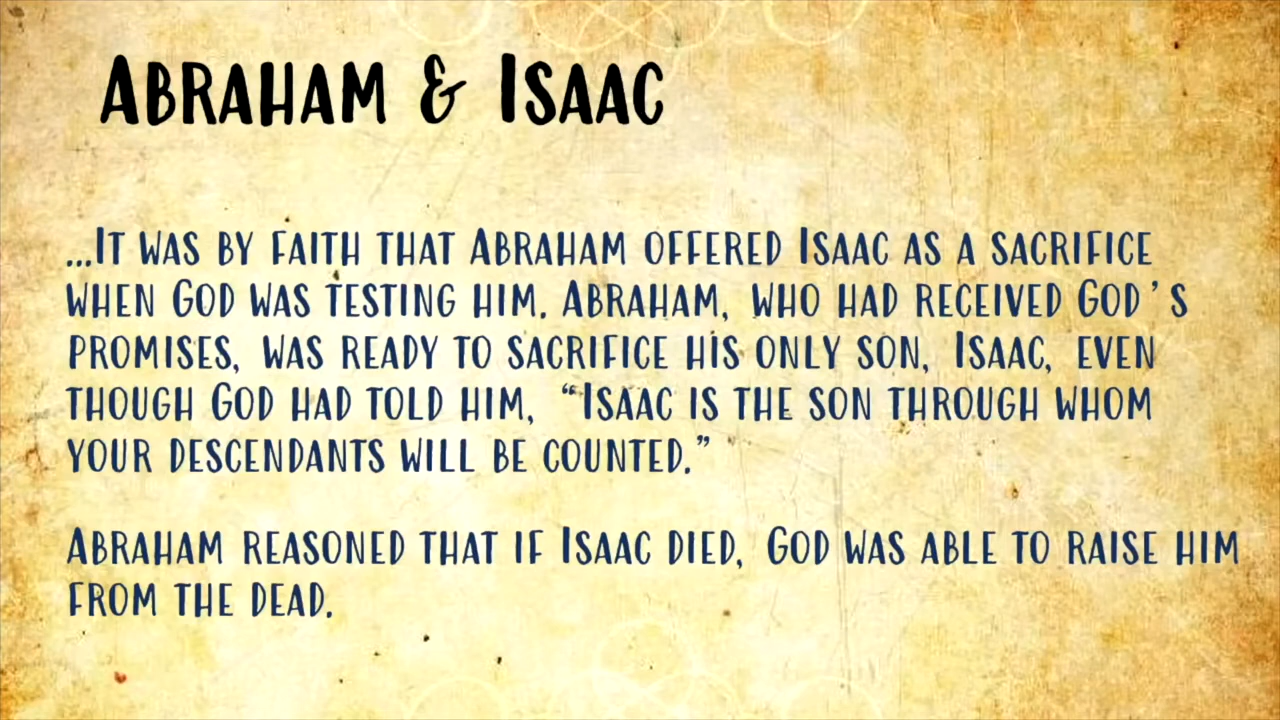 Abraham & Isaac
...It was by faith that Abraham offered Isaac as a sacrifice
when God was testing him. Abraham, who had received God's
promises, was ready to sacrifice his only son, Isaac, even
though God had told him, “Isaac is the son through whom
your descendants will be counted.”
Abraham reasoned that if Isaac died, God was able to raise him
from the dead.